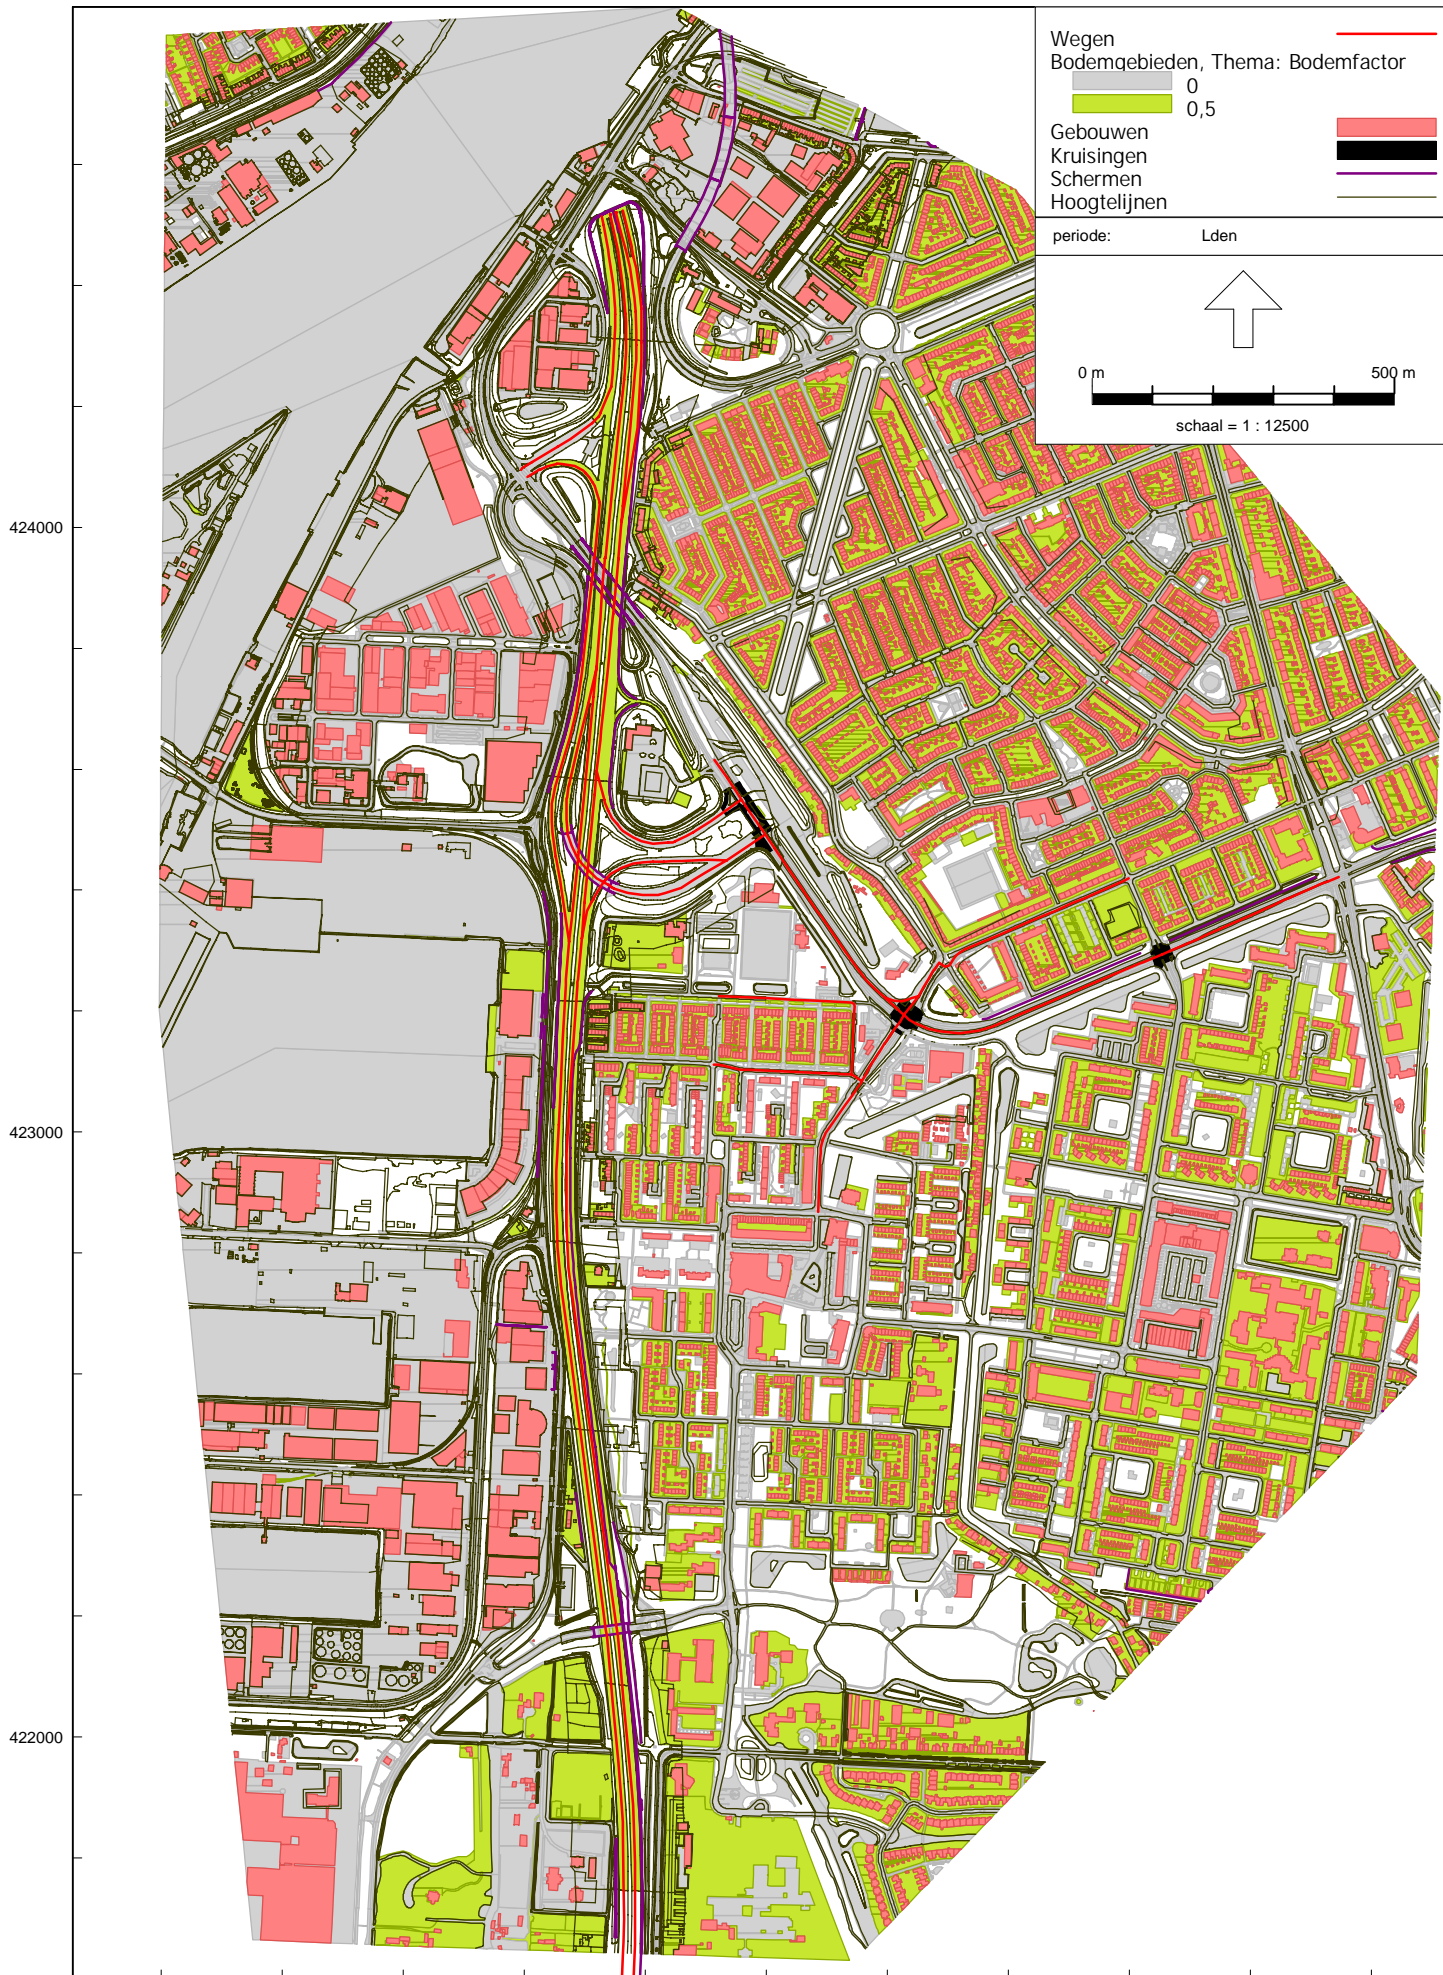 Wegen
Bodemgebieden, Thema: Bodemfactor
0
0,5
Gebouwen
Kruisingen
Schermen
Hoogtelijnen
periode: Lden
0 m 500 m
schaal = 1 : 12500
424000
423000
422000